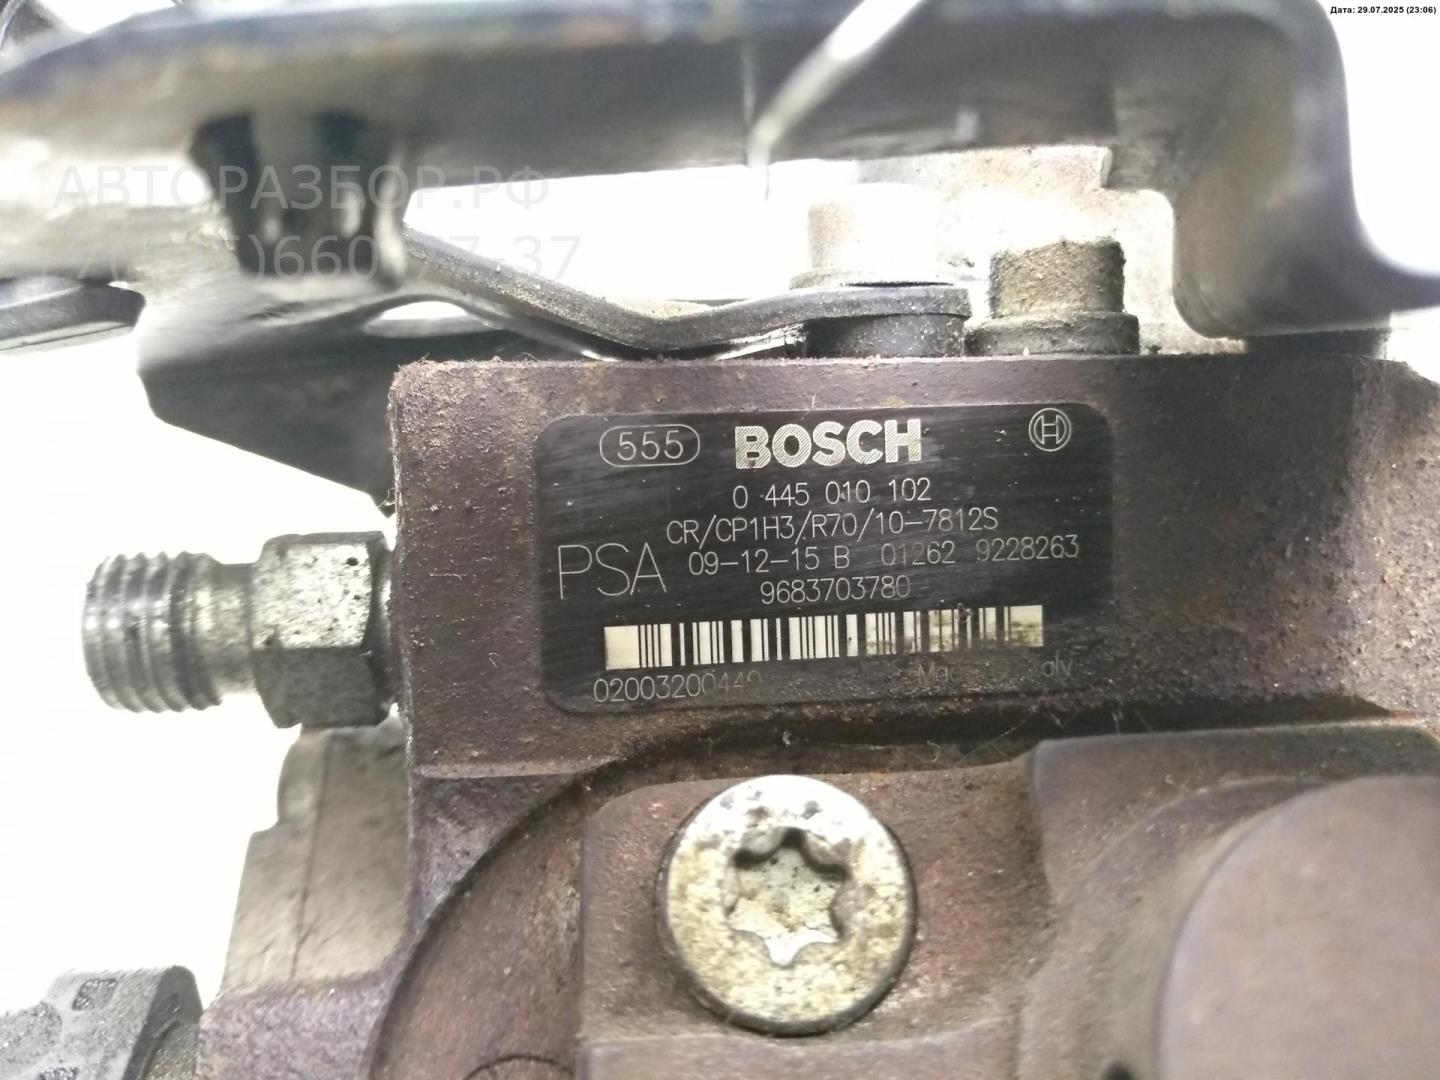 Дата: 29.07.2025 (23:06)
АВТОРАЗБОР.РФ
555 BOSCH
0 445 010 102
CR/CP1H3/R70/10-7812S
PSA 09-12-15 B 01262 9228263
9683703780
02003200440